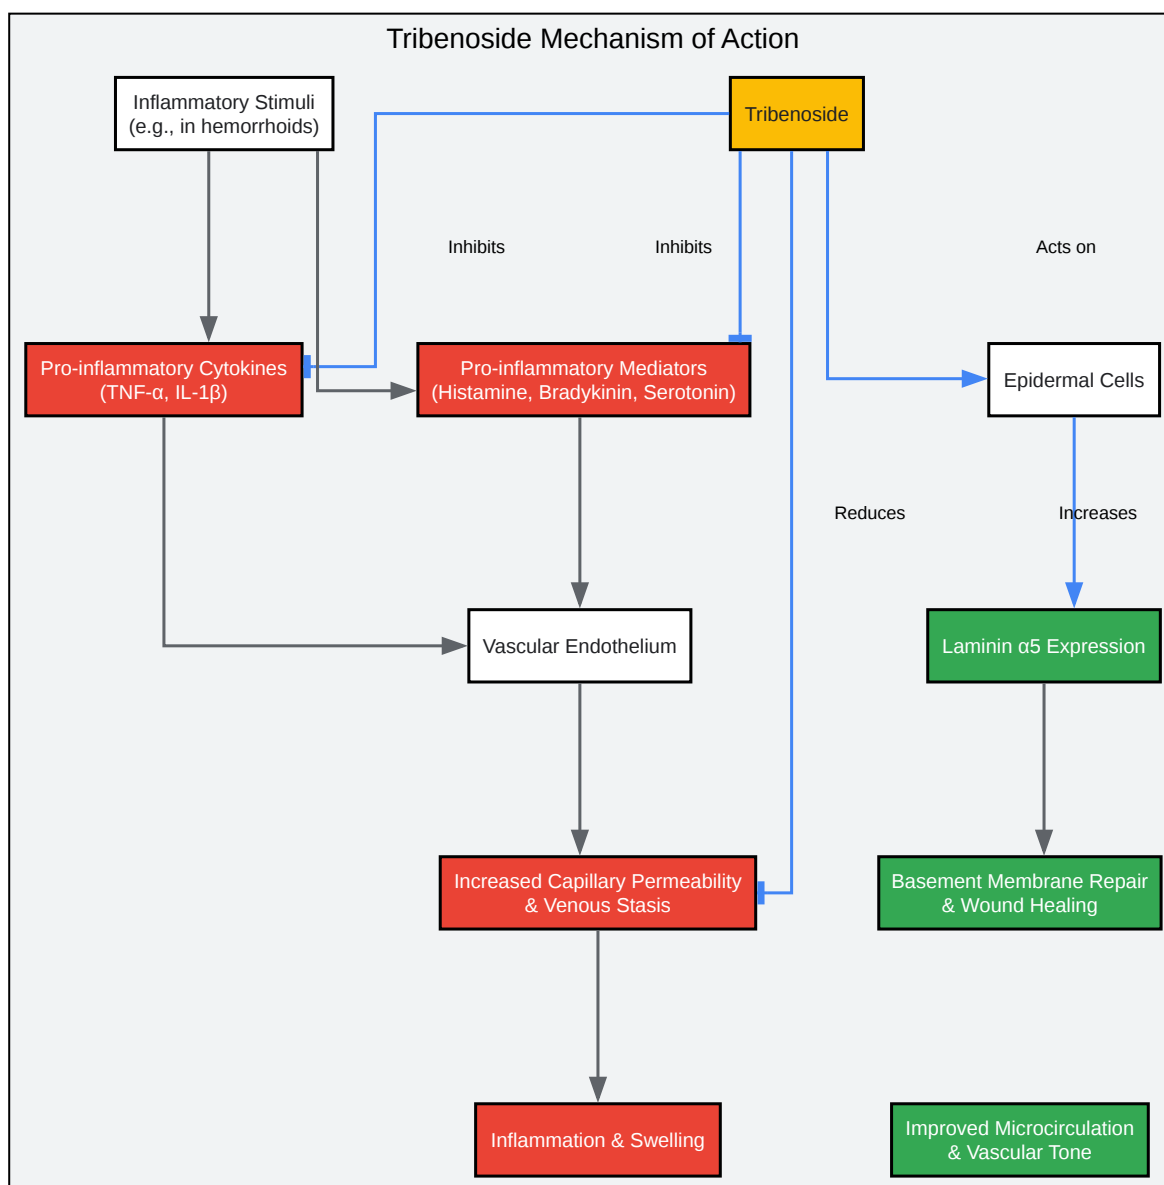 Tribenoside Mechanism of Action
Inflammatory Stimuli
(e.g., in hemorrhoids)
Tribenoside
Inhibits
Inhibits
Acts on
Pro-inflammatory Cytokines
(TNF-α, IL-1β)
Pro-inflammatory Mediators
(Histamine, Bradykinin, Serotonin)
Epidermal Cells
Reduces
Increases
Vascular Endothelium
Laminin α5 Expression
Increased Capillary Permeability
& Venous Stasis
Basement Membrane Repair
& Wound Healing
Inflammation & Swelling
Improved Microcirculation
& Vascular Tone